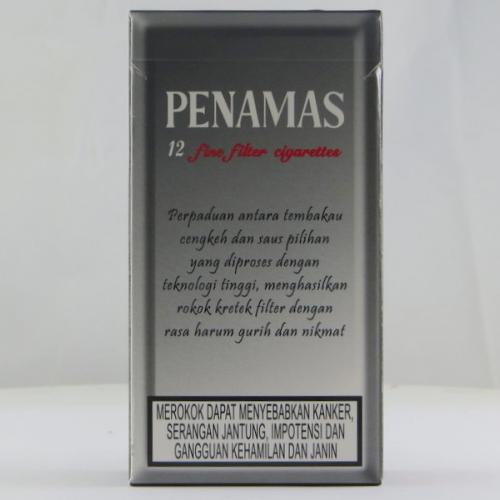 PENAMAS
12 fine filter cigarettes
Perpaduan antara tembakau
cengkeh dan saus pilihan
yang diproses dengan
teknologi tinggi, menghasilkan
rokok kretek filter dengan
rasa harum gurih dan nikmat
MEROKOK DAPAT MENYEBABKAN KANKER,
SERANGAN JANTUNG, IMPOTENSI DAN
GANGGUAN KEHAMILAN DAN JANIN